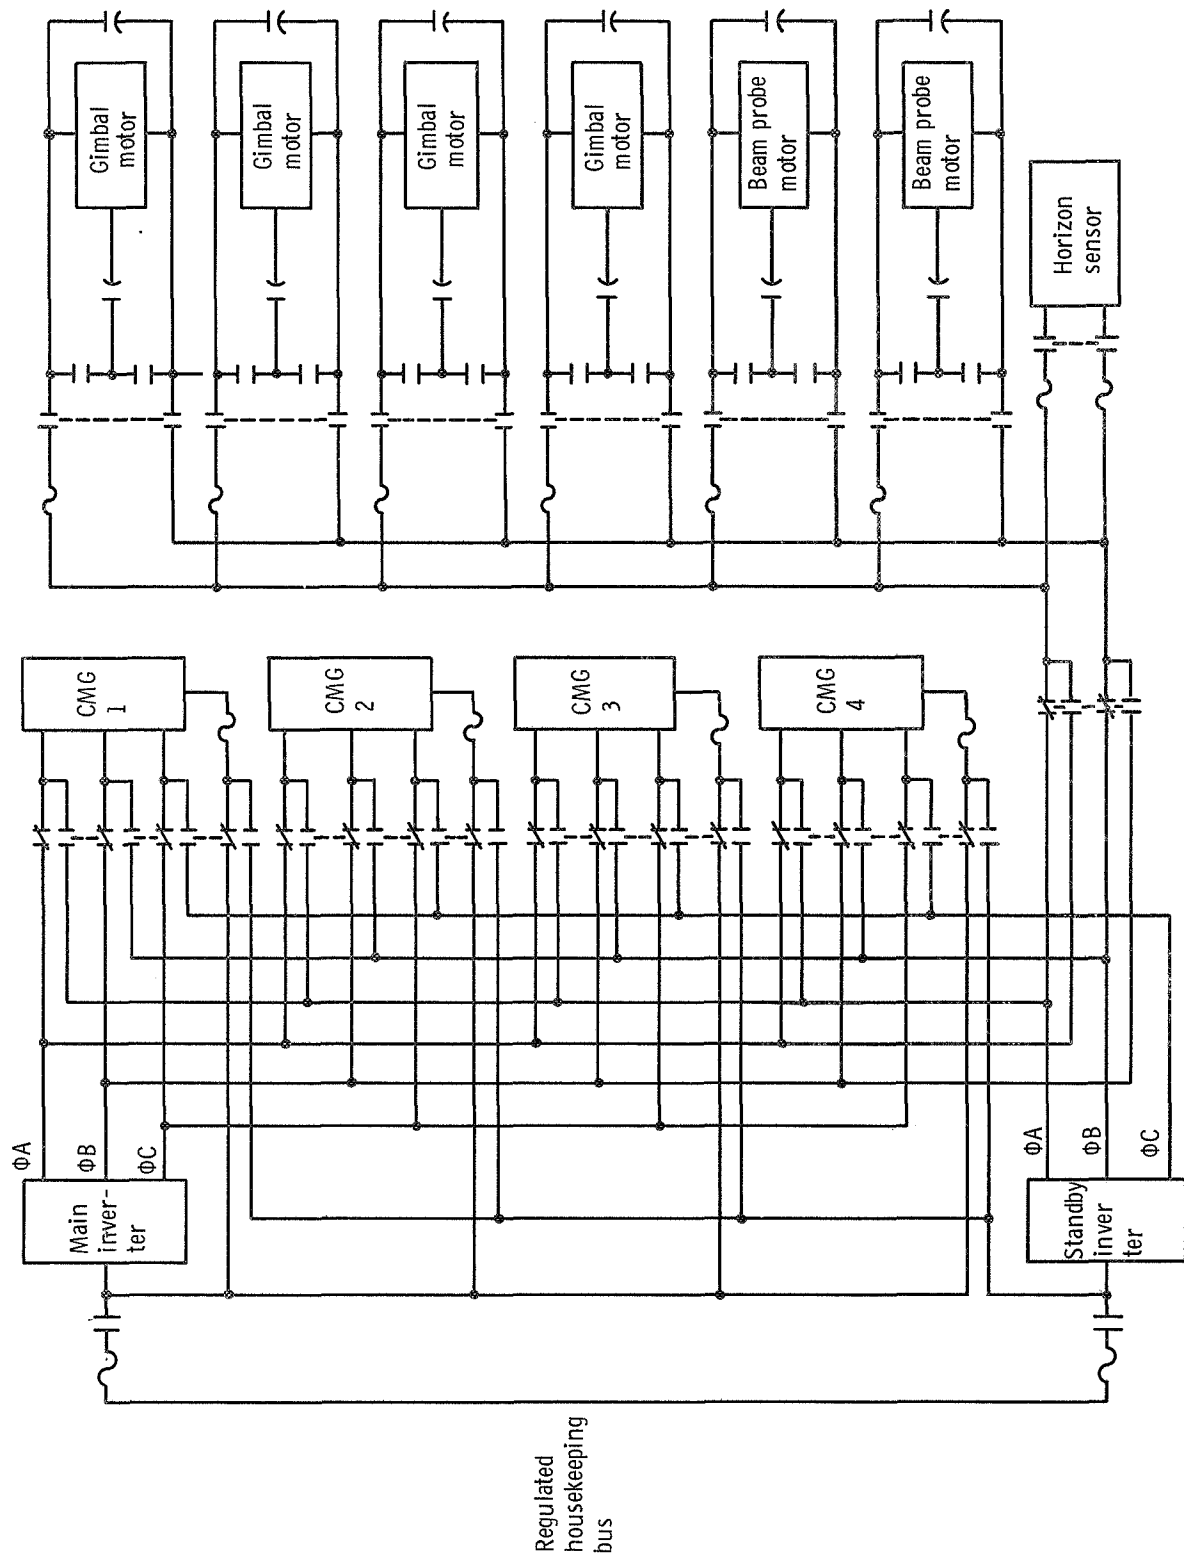 Regulated
housekeeping
bus
Main
inver-
ter
ΦA
ΦB
ΦC
Standby
inver
ter
ΦA
ΦB
ΦC
CMG
1
CMG
2
CMG
3
CMG
4
Gimbal
motor
Gimbal
motor
Gimbal
motor
Gimbal
motor
Beam probe
motor
Beam probe
motor
Horizon
sensor